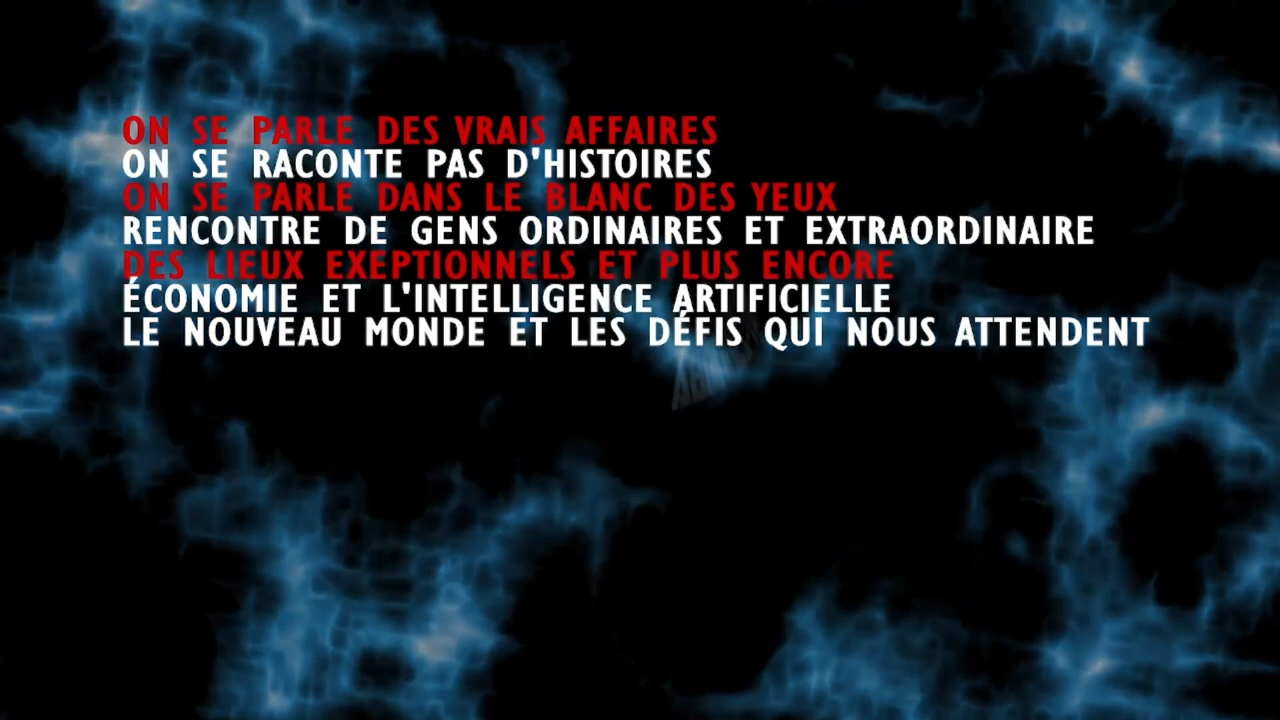 ON SE PARLE DES VRAIS AFFAIRES
ON SE RACONTE PAS D'HISTOIRES
ON SE PARLE DANS LE BLANC DES YEUX
RENCONTRE DE GENS ORDINAIRES ET EXTRAORDINAIRE
DES LIEUX EXEPTIONNELS ET PLUS ENCORE
ÉCONOMIE ET L'INTELLIGENCE ARTIFICIELLE
LE NOUVEAU MONDE ET LES DÉFIS QUI NOUS ATTENDENT